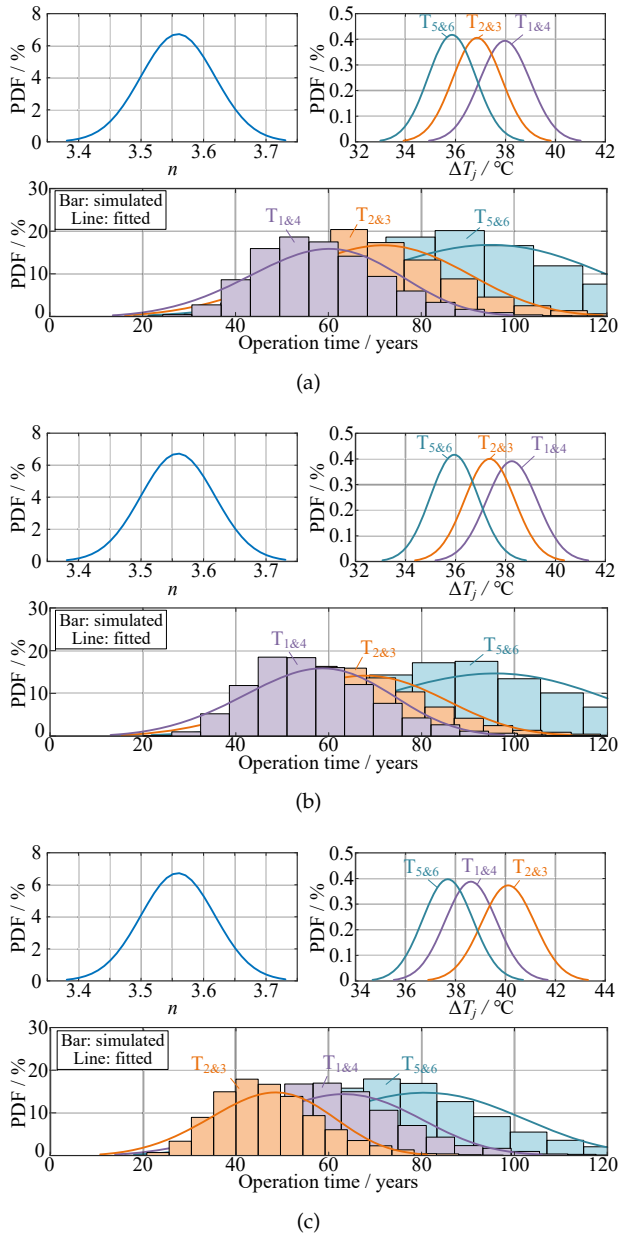 8
6
4
2
0
PDF / %
3.4 3.5 3.6 3.7
n
0.5
0.4
0.3
0.2
0.1
0
PDF / %
T5&6 T2&3 T1&4
32 34 36 38 40 42
ΔTj / °C
30
20
10
0
PDF / %
Bar: simulated
Line: fitted
T1&4 T2&3 T5&6
0 20 40 60 80 100 120
Operation time / years
(a)
8
6
4
2
0
PDF / %
3.4 3.5 3.6 3.7
n
0.5
0.4
0.3
0.2
0.1
0
PDF / %
T5&6 T2&3 T1&4
32 34 36 38 40 42
ΔTj / °C
30
20
10
0
PDF / %
Bar: simulated
Line: fitted
T1&4 T2&3 T5&6
0 20 40 60 80 100 120
Operation time / years
(b)
8
6
4
2
0
PDF / %
3.4 3.5 3.6 3.7
n
0.5
0.4
0.3
0.2
0.1
0
PDF / %
T5&6 T1&4 T2&3
34 36 38 40 42 44
ΔTj / °C
30
20
10
0
PDF / %
Bar: simulated
Line: fitted
T2&3 T1&4 T5&6
0 20 40 60 80 100 120
Operation time / years
(c)